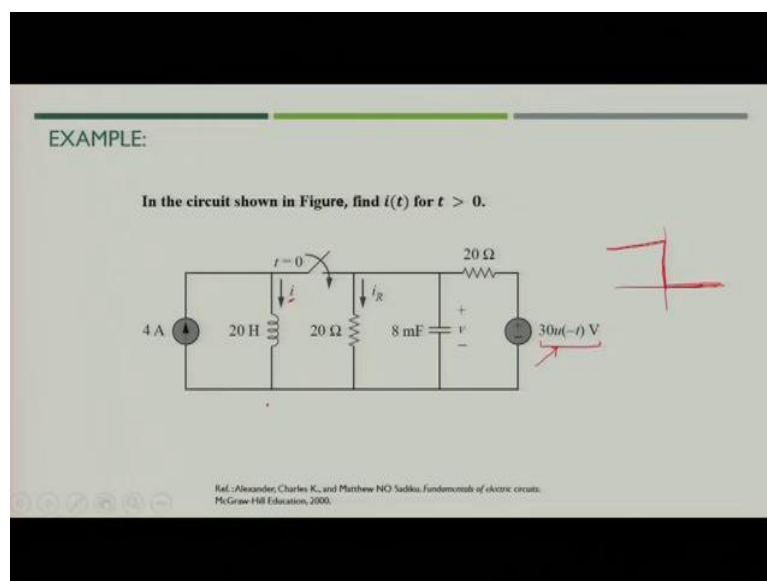 EXAMPLE:
In the circuit shown in Figure, find i(t) for t > 0.
t=0
20 Ω
i
iR
4 A
20 H
20 Ω
8 mF
+
v
−
+
−
30u(−t) V
Ref.: Alexander, Charles K., and Matthew NO Sadiku. Fundamentals of electric circuits.
McGraw-Hill Education, 2000.